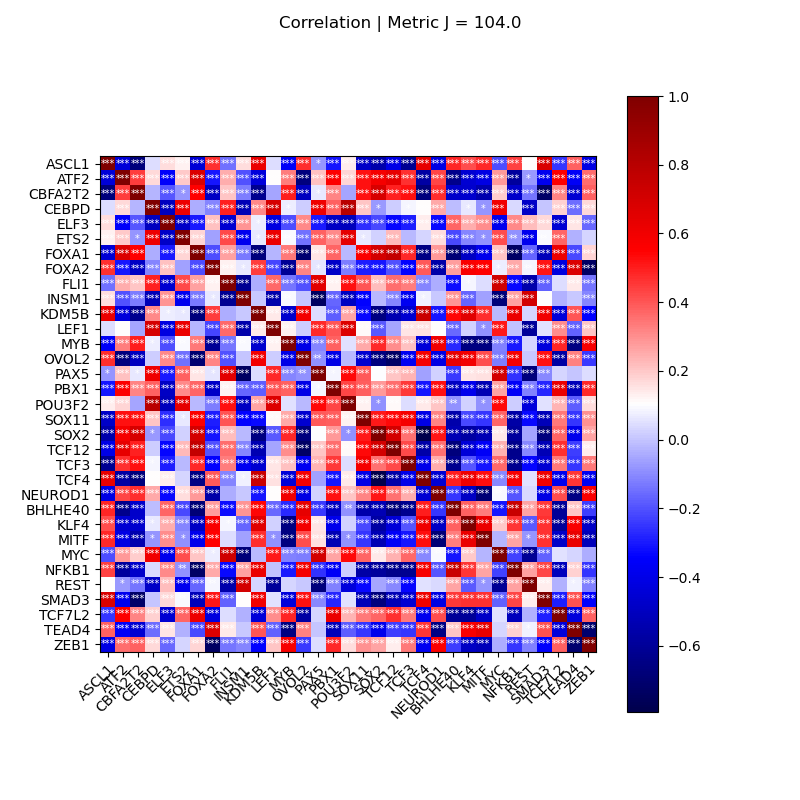 Correlation | Metric J = 104.0
ASCL1
ATF2
CBFA2T2
CEBPD
ELF3
ETS2
FOXA1
FOXA2
FLI1
INSM1
KDM5B
LEF1
MYB
OVOL2
PAX5
PBX1
POU3F2
SOX11
SOX2
TCF12
TCF3
TCF4
NEUROD1
BHLHE40
KLF4
MITF
MYC
NFKB1
REST
SMAD3
TCF7L2
TEAD4
ZEB1
ASCL1
ATF2
CBFA2T2
CEBPD
ELF3
ETS2
FOXA1
FOXA2
FLI1
INSM1
KDM5B
LEF1
MYB
OVOL2
PAX5
PBX1
POU3F2
SOX11
SOX2
TCF12
TCF3
TCF4
NEUROD1
BHLHE40
KLF4
MITF
MYC
NFKB1
REST
SMAD3
TCF7L2
TEAD4
ZEB1
1.0
0.8
0.6
0.4
0.2
0.0
−0.2
−0.4
−0.6